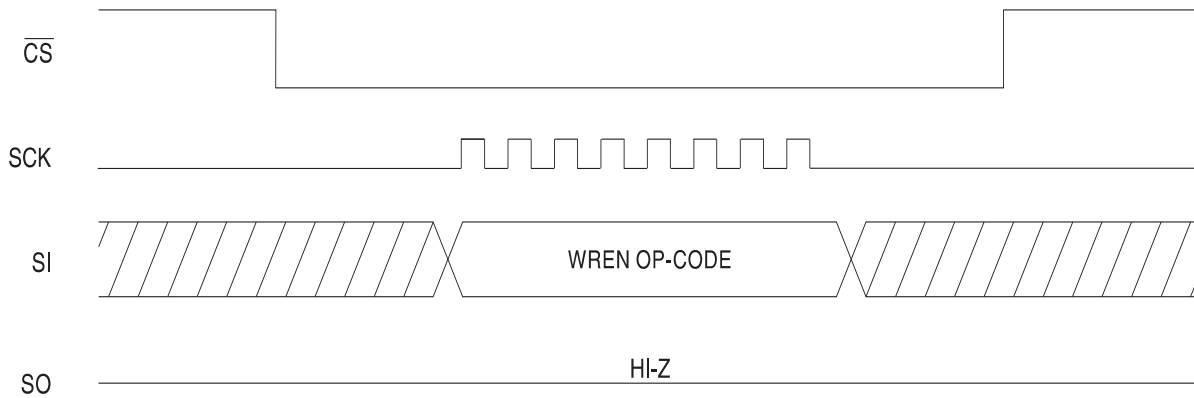 CS
SCK
SI
WREN OP-CODE
HI-Z
SO